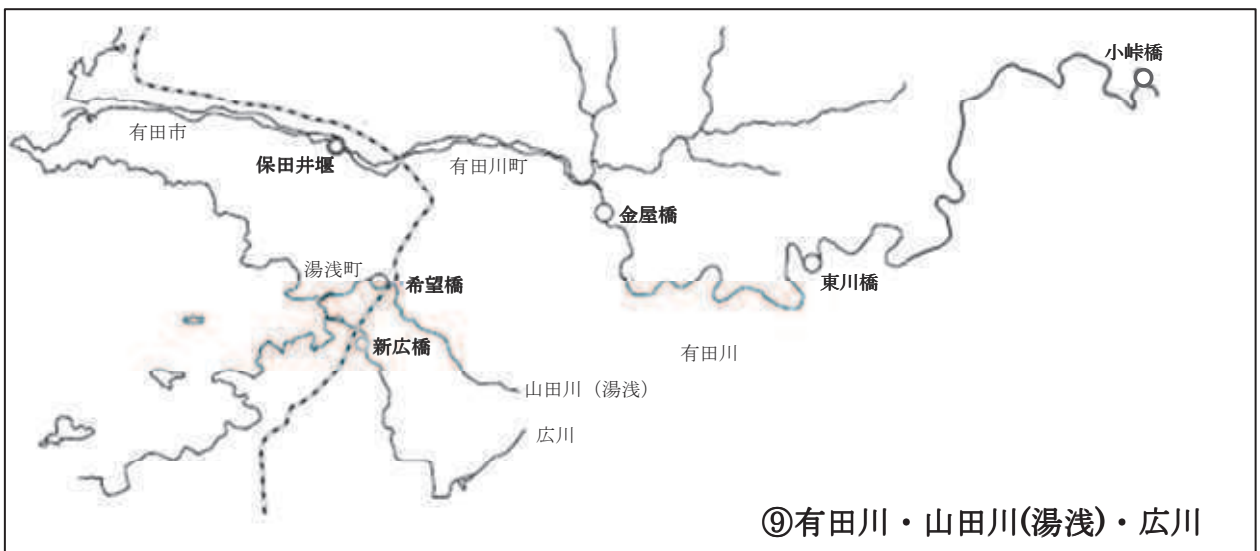 小峠橋
有田市
保田井堰
有田川町
金屋橋
湯浅町
希望橋
東川橋
新広橋
有田川
山田川（湯浅）
広川
⑨有田川・山田川(湯浅)・広川